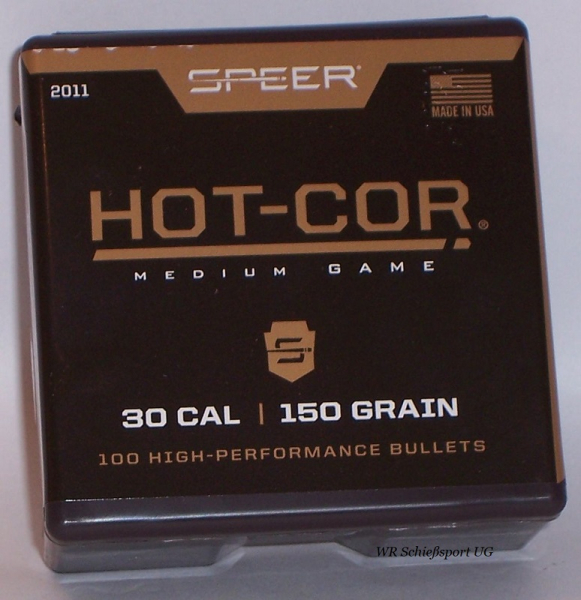 SPEER
2011
MADE IN USA
HOT-COR®
MEDIUM GAME
S
30 CAL | 150 GRAIN
100 HIGH-PERFORMANCE BULLETS
WR Schießsport UG